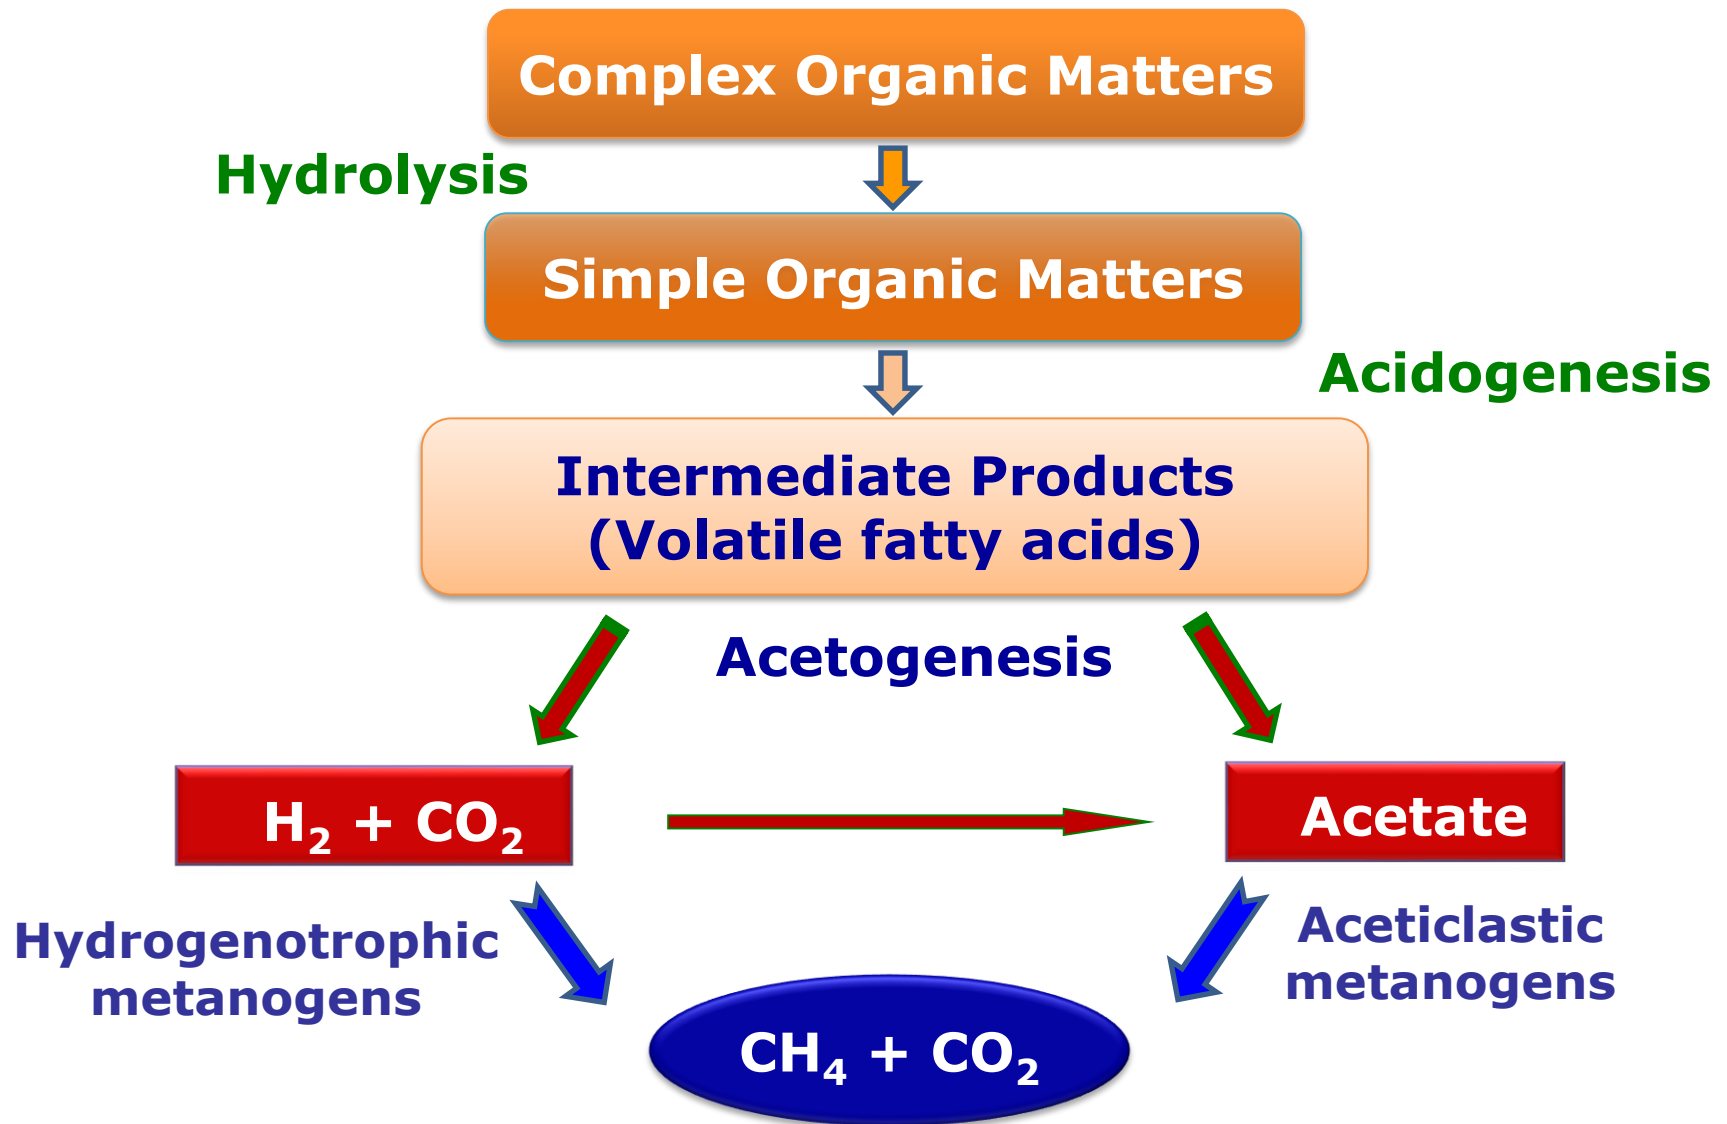 Complex Organic Matters
Hydrolysis
Simple Organic Matters
Acidogenesis
Intermediate Products
(Volatile fatty acids)
Acetogenesis
H₂ + CO₂
Acetate
Hydrogenotrophic
metanogens
Aceticlastic
metanogens
CH₄ + CO₂